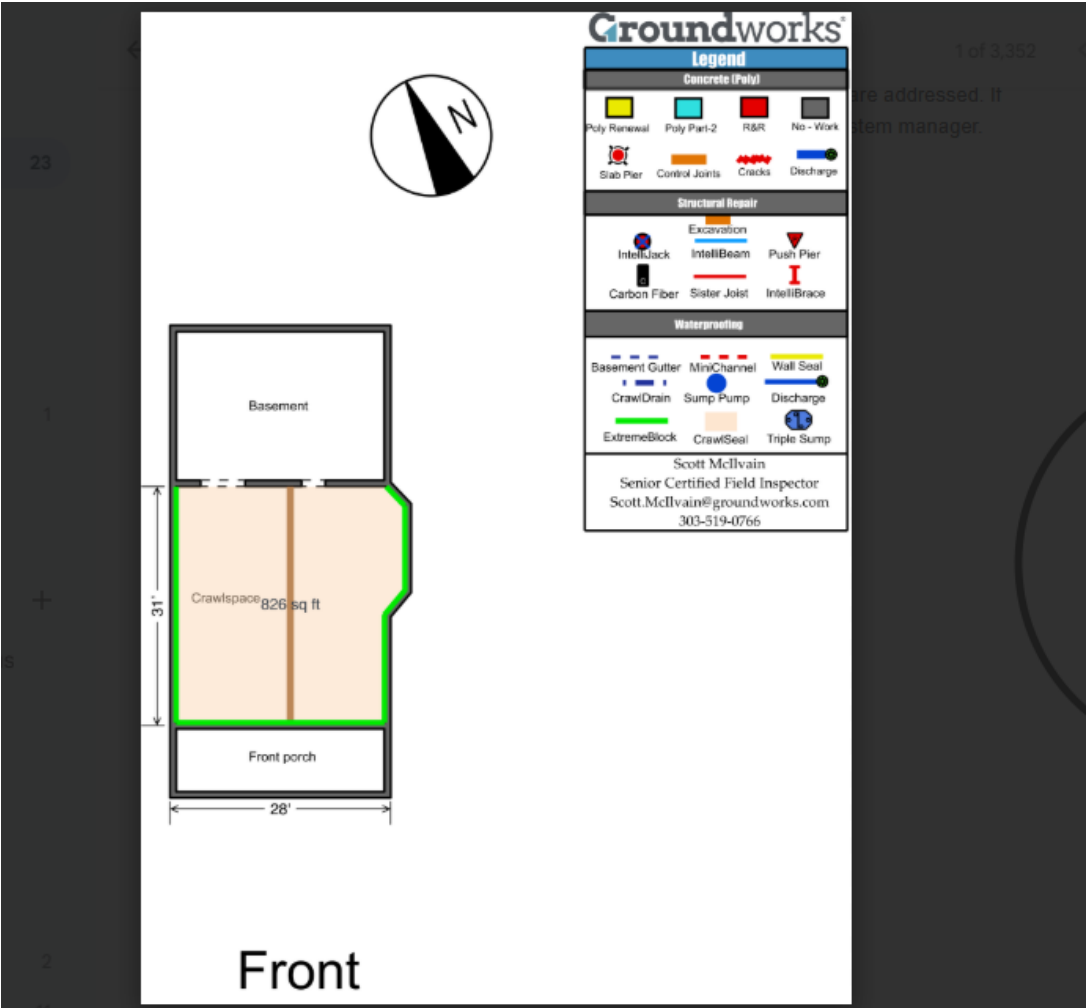 Groundworks
Legend
1 of 3,352
Concrete (Poly)
are addressed. It
stem manager.
Poly Renewal Poly Part-2 R&R No - Work
Slab Pier Control Joints Cracks Discharge
23
N
Structural Repair
Excavation
IntelliJack IntelliBeam Push Pier
C
Carbon Fiber Sister Joist IntelliBrace
Waterproofing
Basement Gutter MiniChannel Wall Seal
CrawlDrain Sump Pump Discharge
ExtremeBlock CrawlSeal Triple Sump
Scott McIlvain
Senior Certified Field Inspector
Scott.McIlvain@groundworks.com
303-519-0766
Basement
1
31'
Crawlspace
826 sq ft
Front porch
28'
Front
2